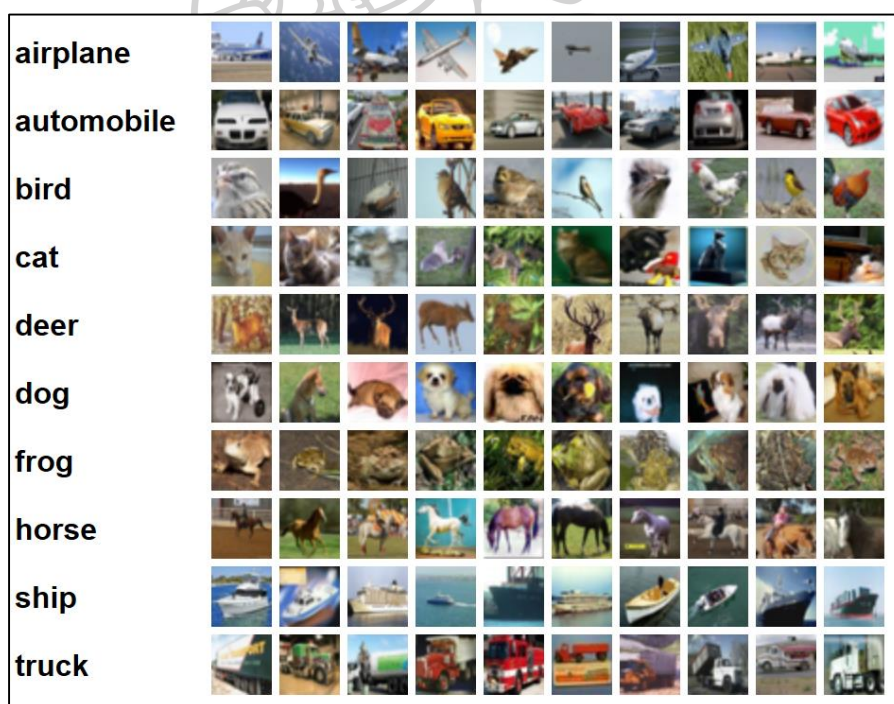 airplane
automobile
bird
cat
deer
dog
frog
horse
ship
truck